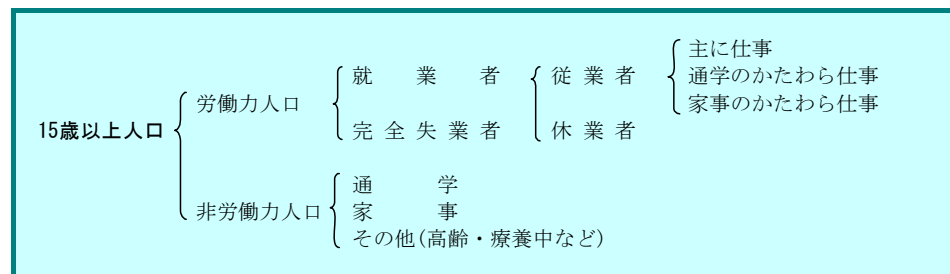 主に仕事
就業者 従業者 通学のかたわら仕事
労働力人口 家事のかたわら仕事
15歳以上人口 完全失業者 休業者
通学
非労働力人口 家事
その他(高齢・療養中など)